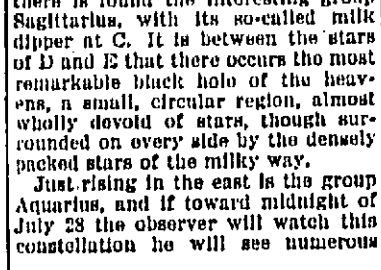 there is found the interesting group
Sagittarius, with its so-called milk
dipper at C. It is between the stars
of D and E that there occurs the most
remarkable black hole of the heav-
ens, a small, circular region, almost
wholly devoid of stars, though sur-
rounded on every side by the densely
packed stars of the milky way.
Just rising in the east is the group
Aquarius, and if toward midnight of
July 28 the observer will watch this
constellation he will see numerous